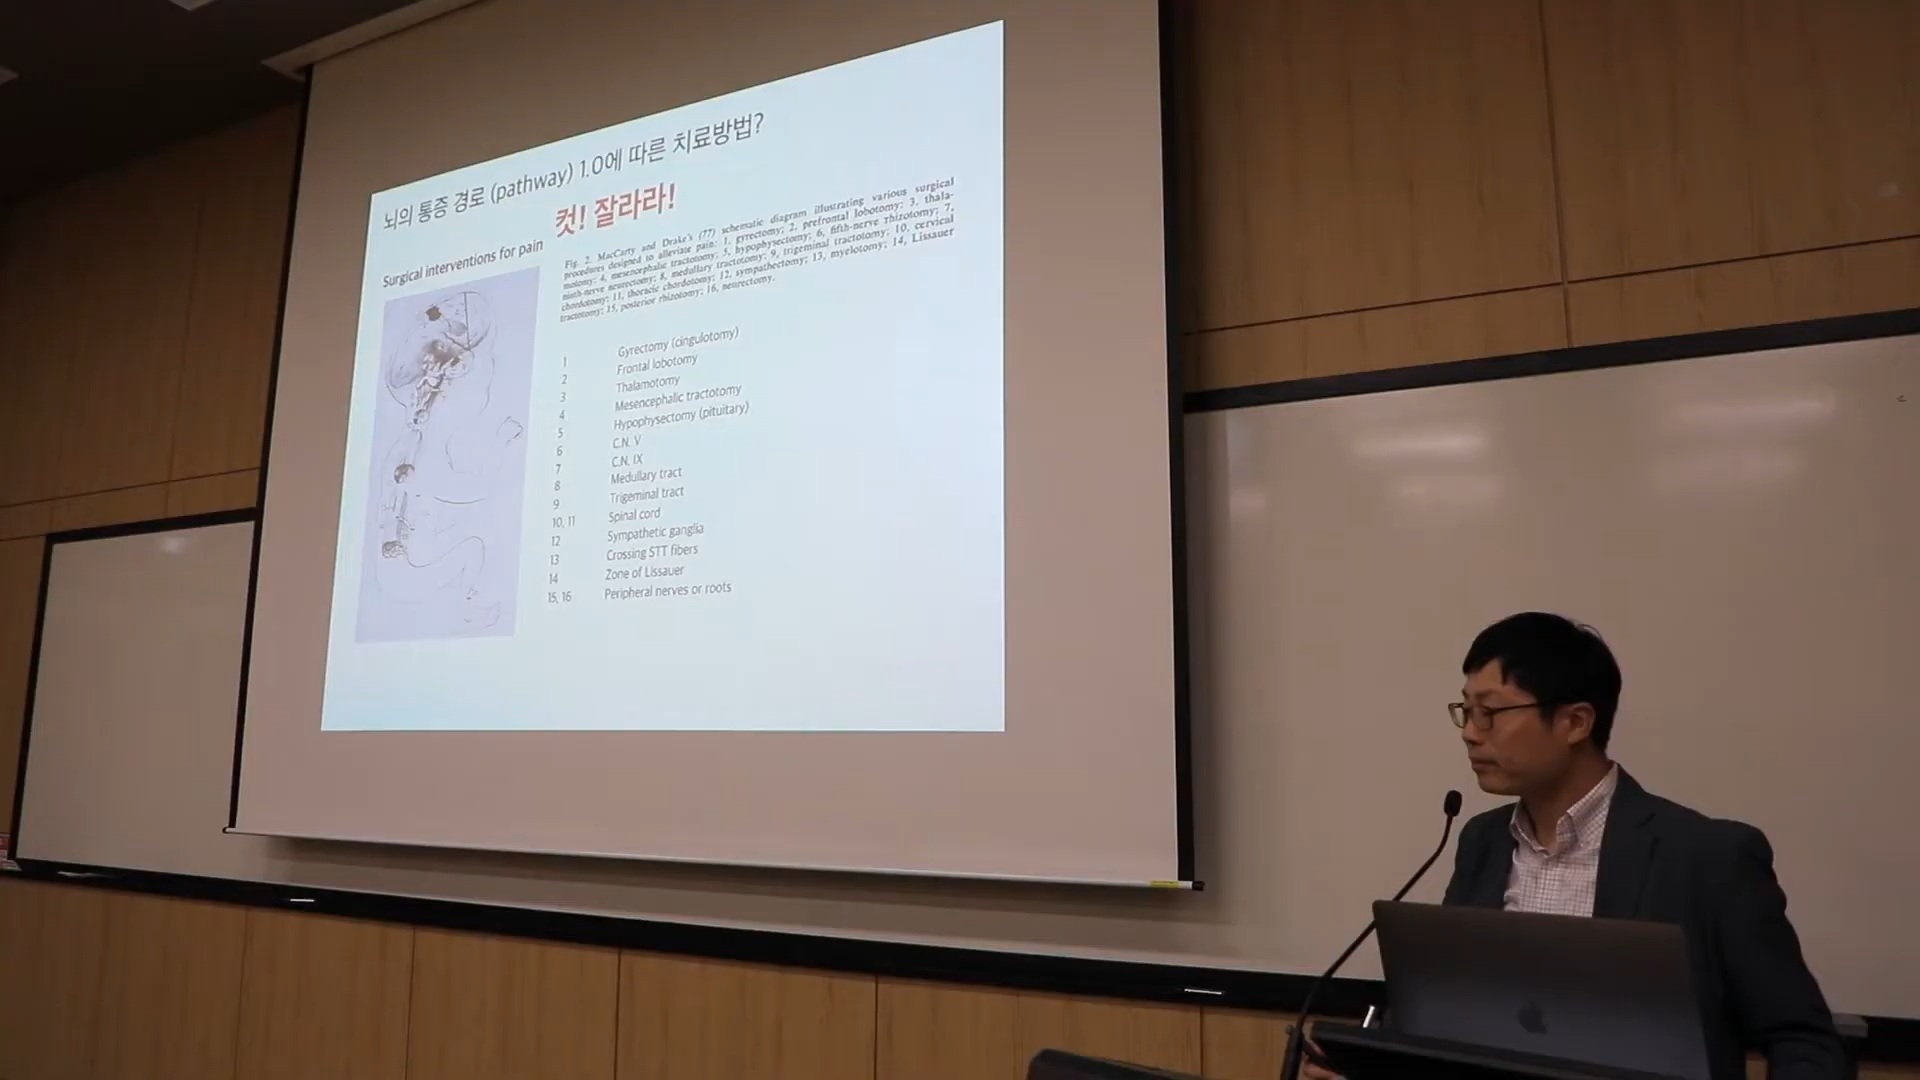 뇌의 통증 경로 (pathway) 1.0에 따른 치료방법?
컷! 잘라라!
Surgical interventions for pain
Fig. 2. MacCarty and Drake's (77) schematic diagram illustrating various surgical
procedures designed to alleviate pain: 1, gyrectomy; 2, prefrontal lobotomy; 3, thala-
motomy; 4, mesencephalic tractotomy; 5, hypophysectomy; 6, fifth-nerve rhizotomy; 7,
ninth-nerve neurectomy; 8, medullary tractotomy; 9, trigeminal tractotomy; 10, cervical
chordotomy; 11, thoracic chordotomy; 12, sympathectomy; 13, myelotomy; 14, Lissauer
tractotomy; 15, posterior rhizotomy; 16, neurectomy.
1 Gyrectomy (cingulotomy)
2 Frontal lobotomy
3 Thalamotomy
4 Mesencephalic tractotomy
5 Hypophysectomy (pituitary)
6 C.N. V
7 C.N. IX
8 Medullary tract
9 Trigeminal tract
10, 11 Spinal cord
12 Sympathetic ganglia
13 Crossing STT fibers
14 Zone of Lissauer
15, 16 Peripheral nerves or roots